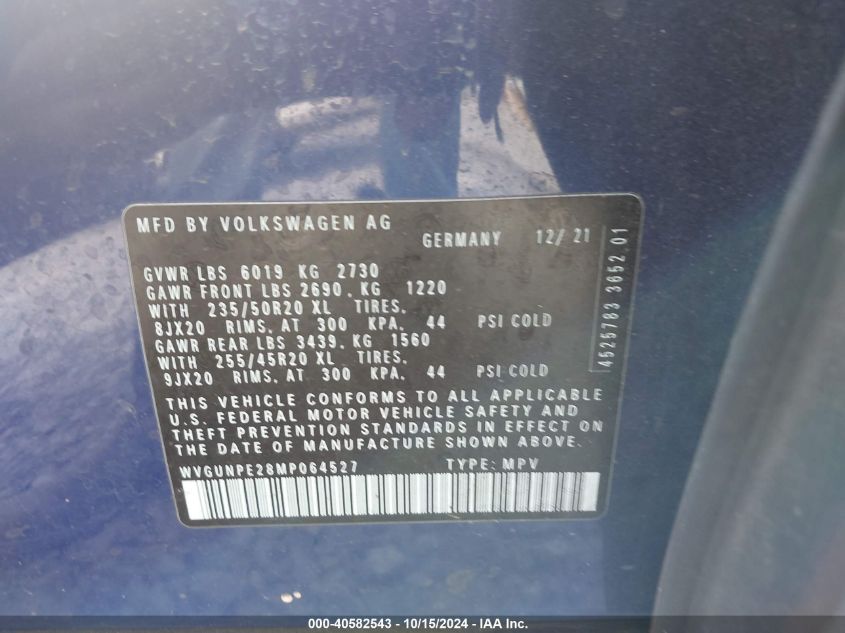 MFD BY VOLKSWAGEN AG
GERMANY 12/ 21
GVWR LBS 6019 KG 2730
GAWR FRONT LBS 2690. KG 1220
WITH 235/50R20 XL TIRES,
8JX20 RIMS, AT 300 KPA, 44 PSI COLD
GAWR REAR LBS 3439. KG 1560
WITH 255/45R20 XL TIRES,
9JX20 RIMS, AT 300 KPA, 44 PSI COLD
THIS VEHICLE CONFORMS TO ALL APPLICABLE
U.S. FEDERAL MOTOR VEHICLE SAFETY AND
THEFT PREVENTION STANDARDS IN EFFECT ON
THE DATE OF MANUFACTURE SHOWN ABOVE.
WVGUNPE28MP064527 TYPE: MPV
4525783 3652 01
000-40582543 - 10/15/2024 - IAA Inc.